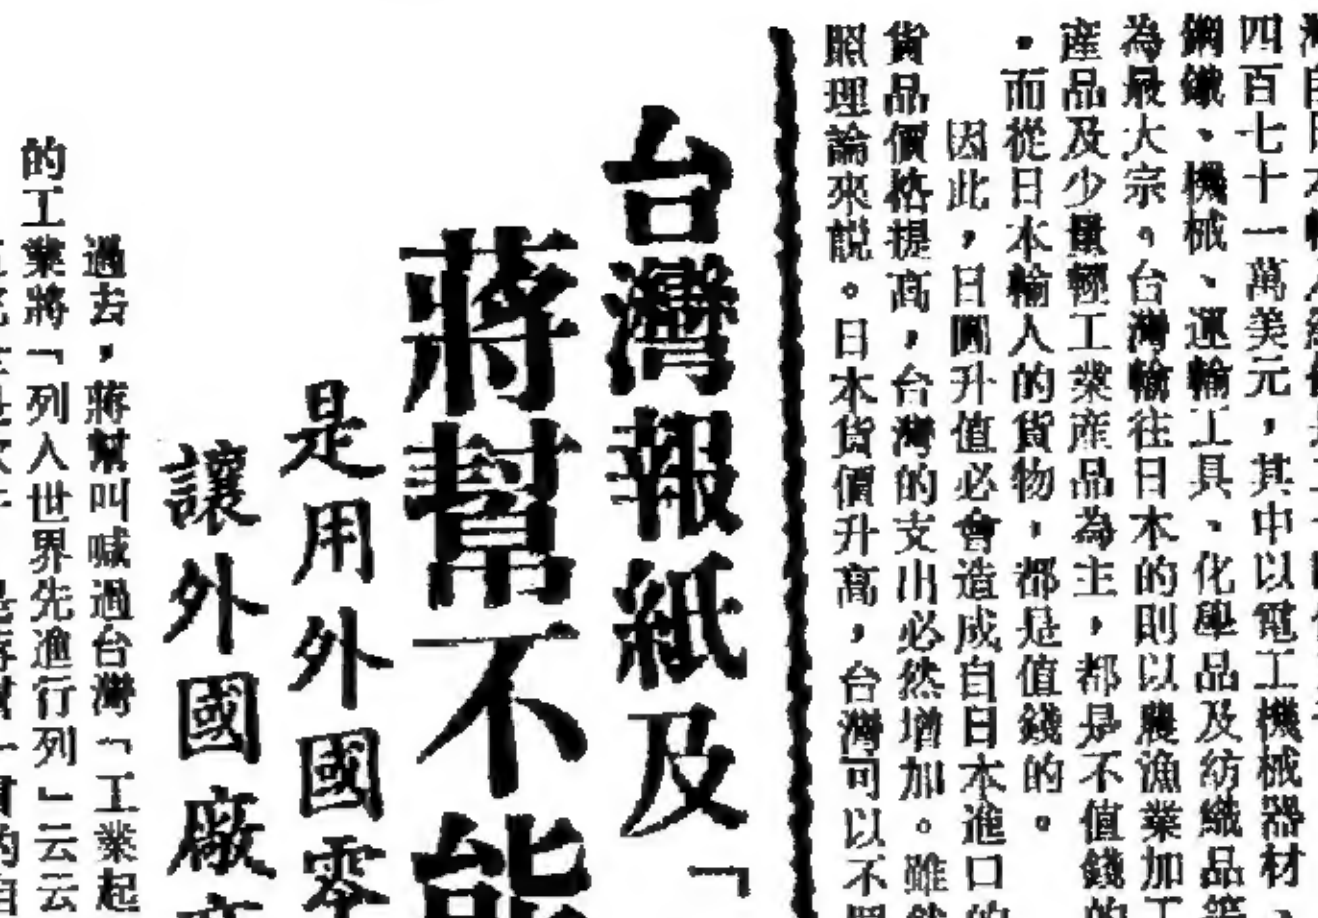 四百七十一萬美元，其中以電工機械器材、
鋼鐵、機械、運輸工具、化學品及紡織品等
為最大宗。台灣輸往日本的則以農漁業加工
產品及少量輕工業產品為主，都是不值錢的
。而從日本輸入的貨物，都是值錢的。
因此，日圓升值必會造成自日本進口的
貨品價格提高，台灣的支出必然增加。雖然
照理論來説。日本貨價升高，台灣可以不
台灣報紙及「
蔣幫不能
是用外國零
讓外國廠
過去，蔣幫叫喊過台灣「工業起
的工業將「列入世界先進行列」云云